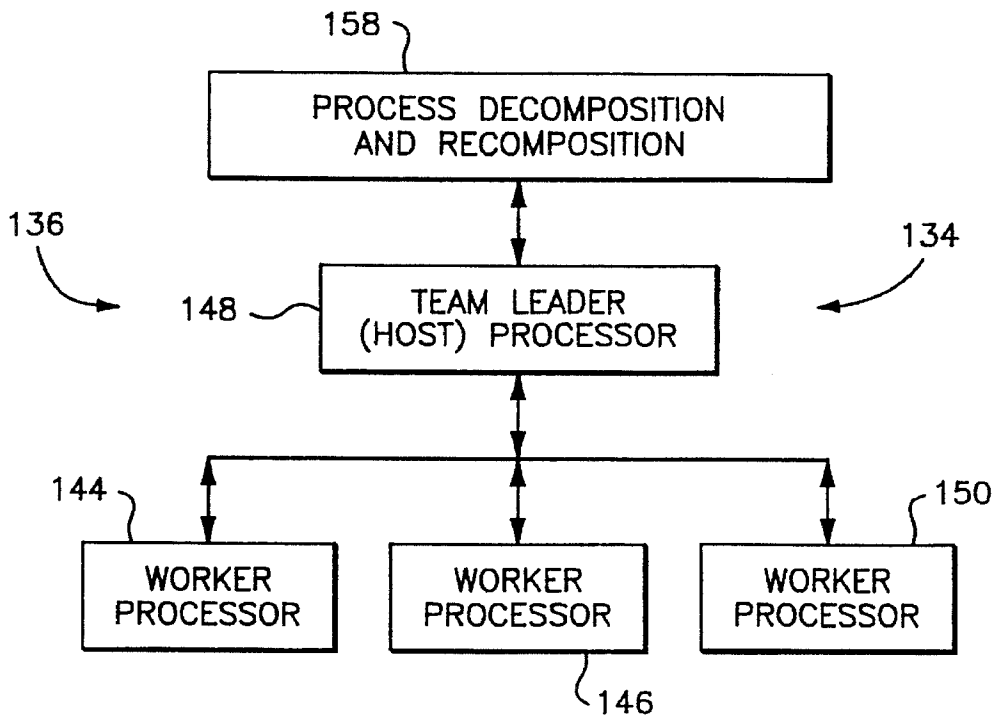 158
PROCESS DECOMPOSITION
AND RECOMPOSITION
136
134
148
TEAM LEADER
(HOST) PROCESSOR
144
150
WORKER
PROCESSOR
WORKER
PROCESSOR
WORKER
PROCESSOR
146